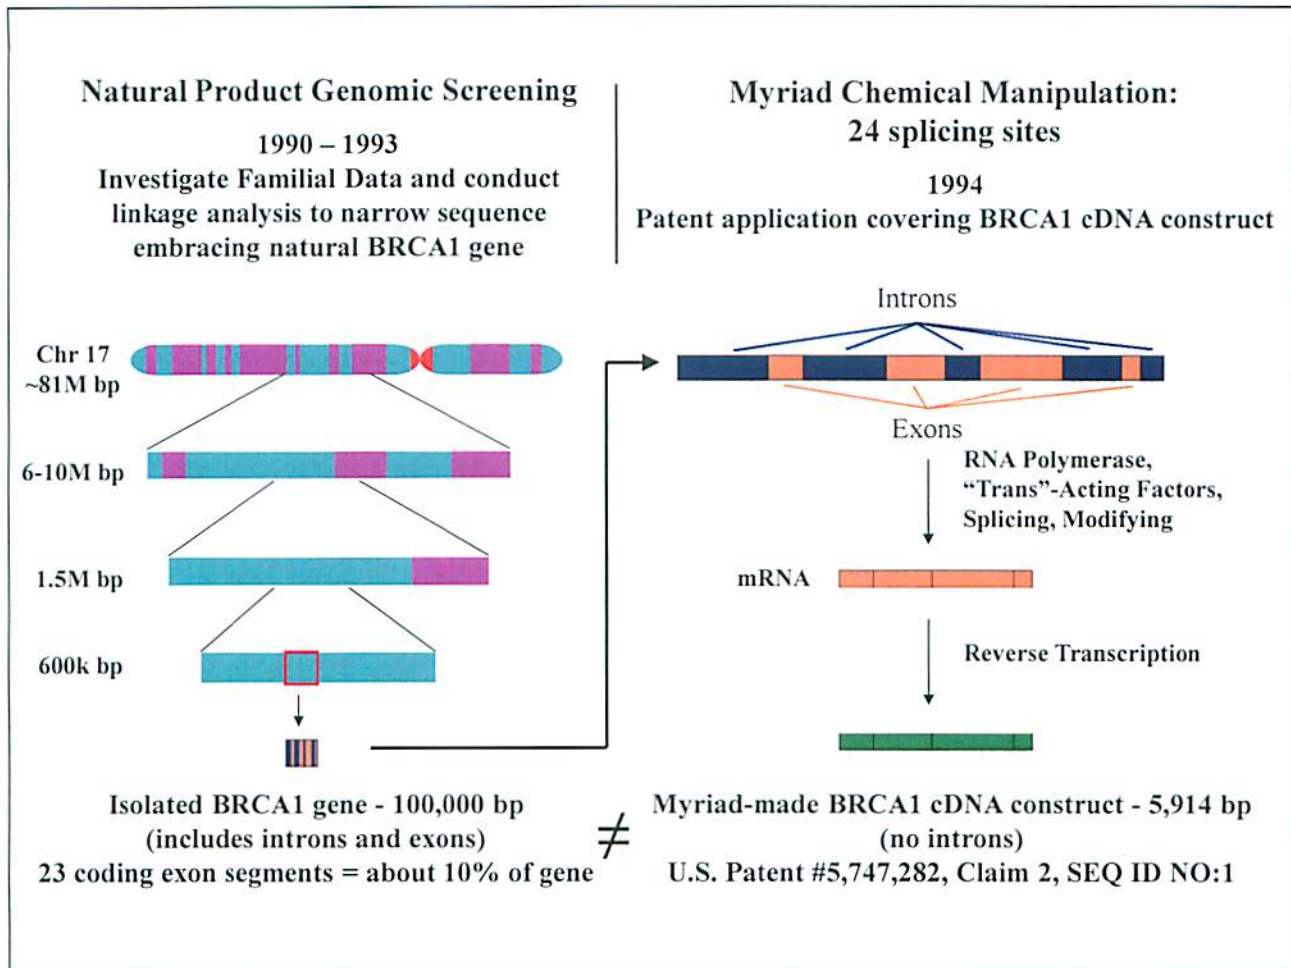 Natural Product Genomic Screening
1990 – 1993
Investigate Familial Data and conduct
linkage analysis to narrow sequence
embracing natural BRCA1 gene
Chr 17
~81M bp
6-10M bp
1.5M bp
600k bp
Isolated BRCA1 gene - 100,000 bp
(includes introns and exons)
23 coding exon segments = about 10% of gene
≠
Myriad Chemical Manipulation:
24 splicing sites
1994
Patent application covering BRCA1 cDNA construct
Introns
Exons
RNA Polymerase,
“Trans”-Acting Factors,
Splicing, Modifying
mRNA
Reverse Transcription
Myriad-made BRCA1 cDNA construct - 5,914 bp
(no introns)
U.S. Patent #5,747,282, Claim 2, SEQ ID NO:1